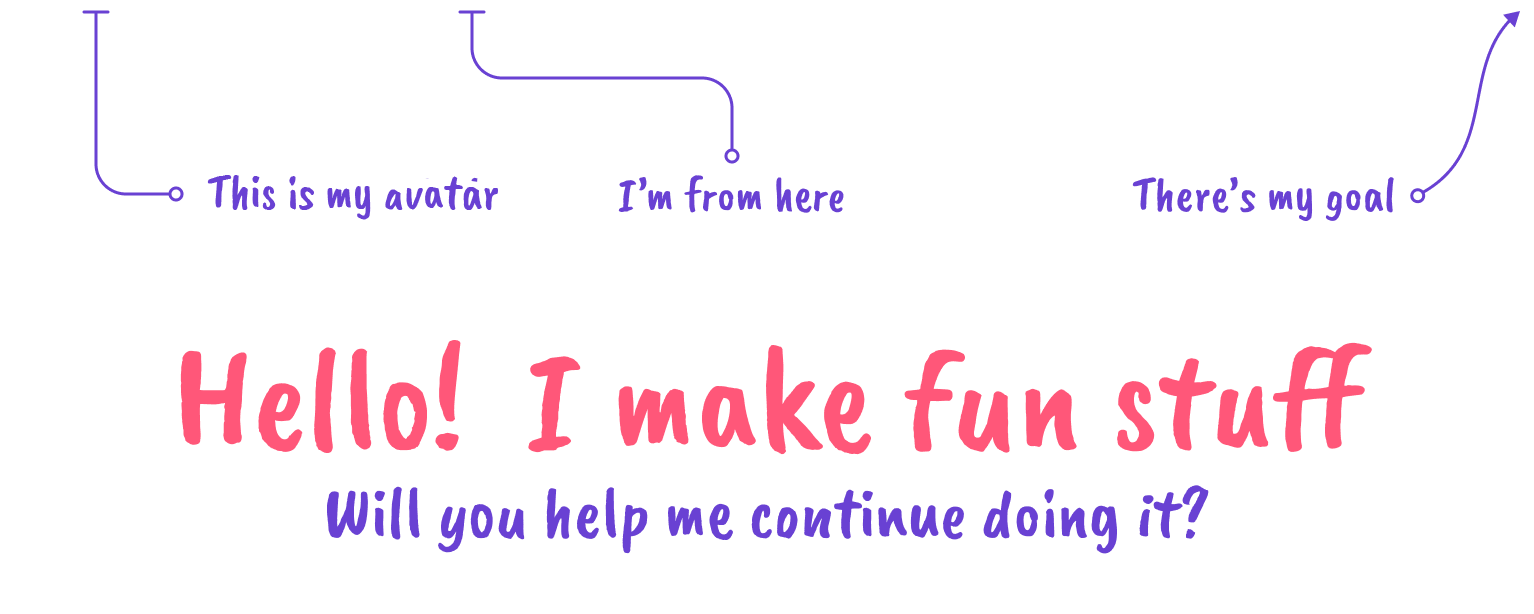 This is my avatar
I'm from here
There's my goal
Hello! I make fun stuff
Will you help me continue doing it?